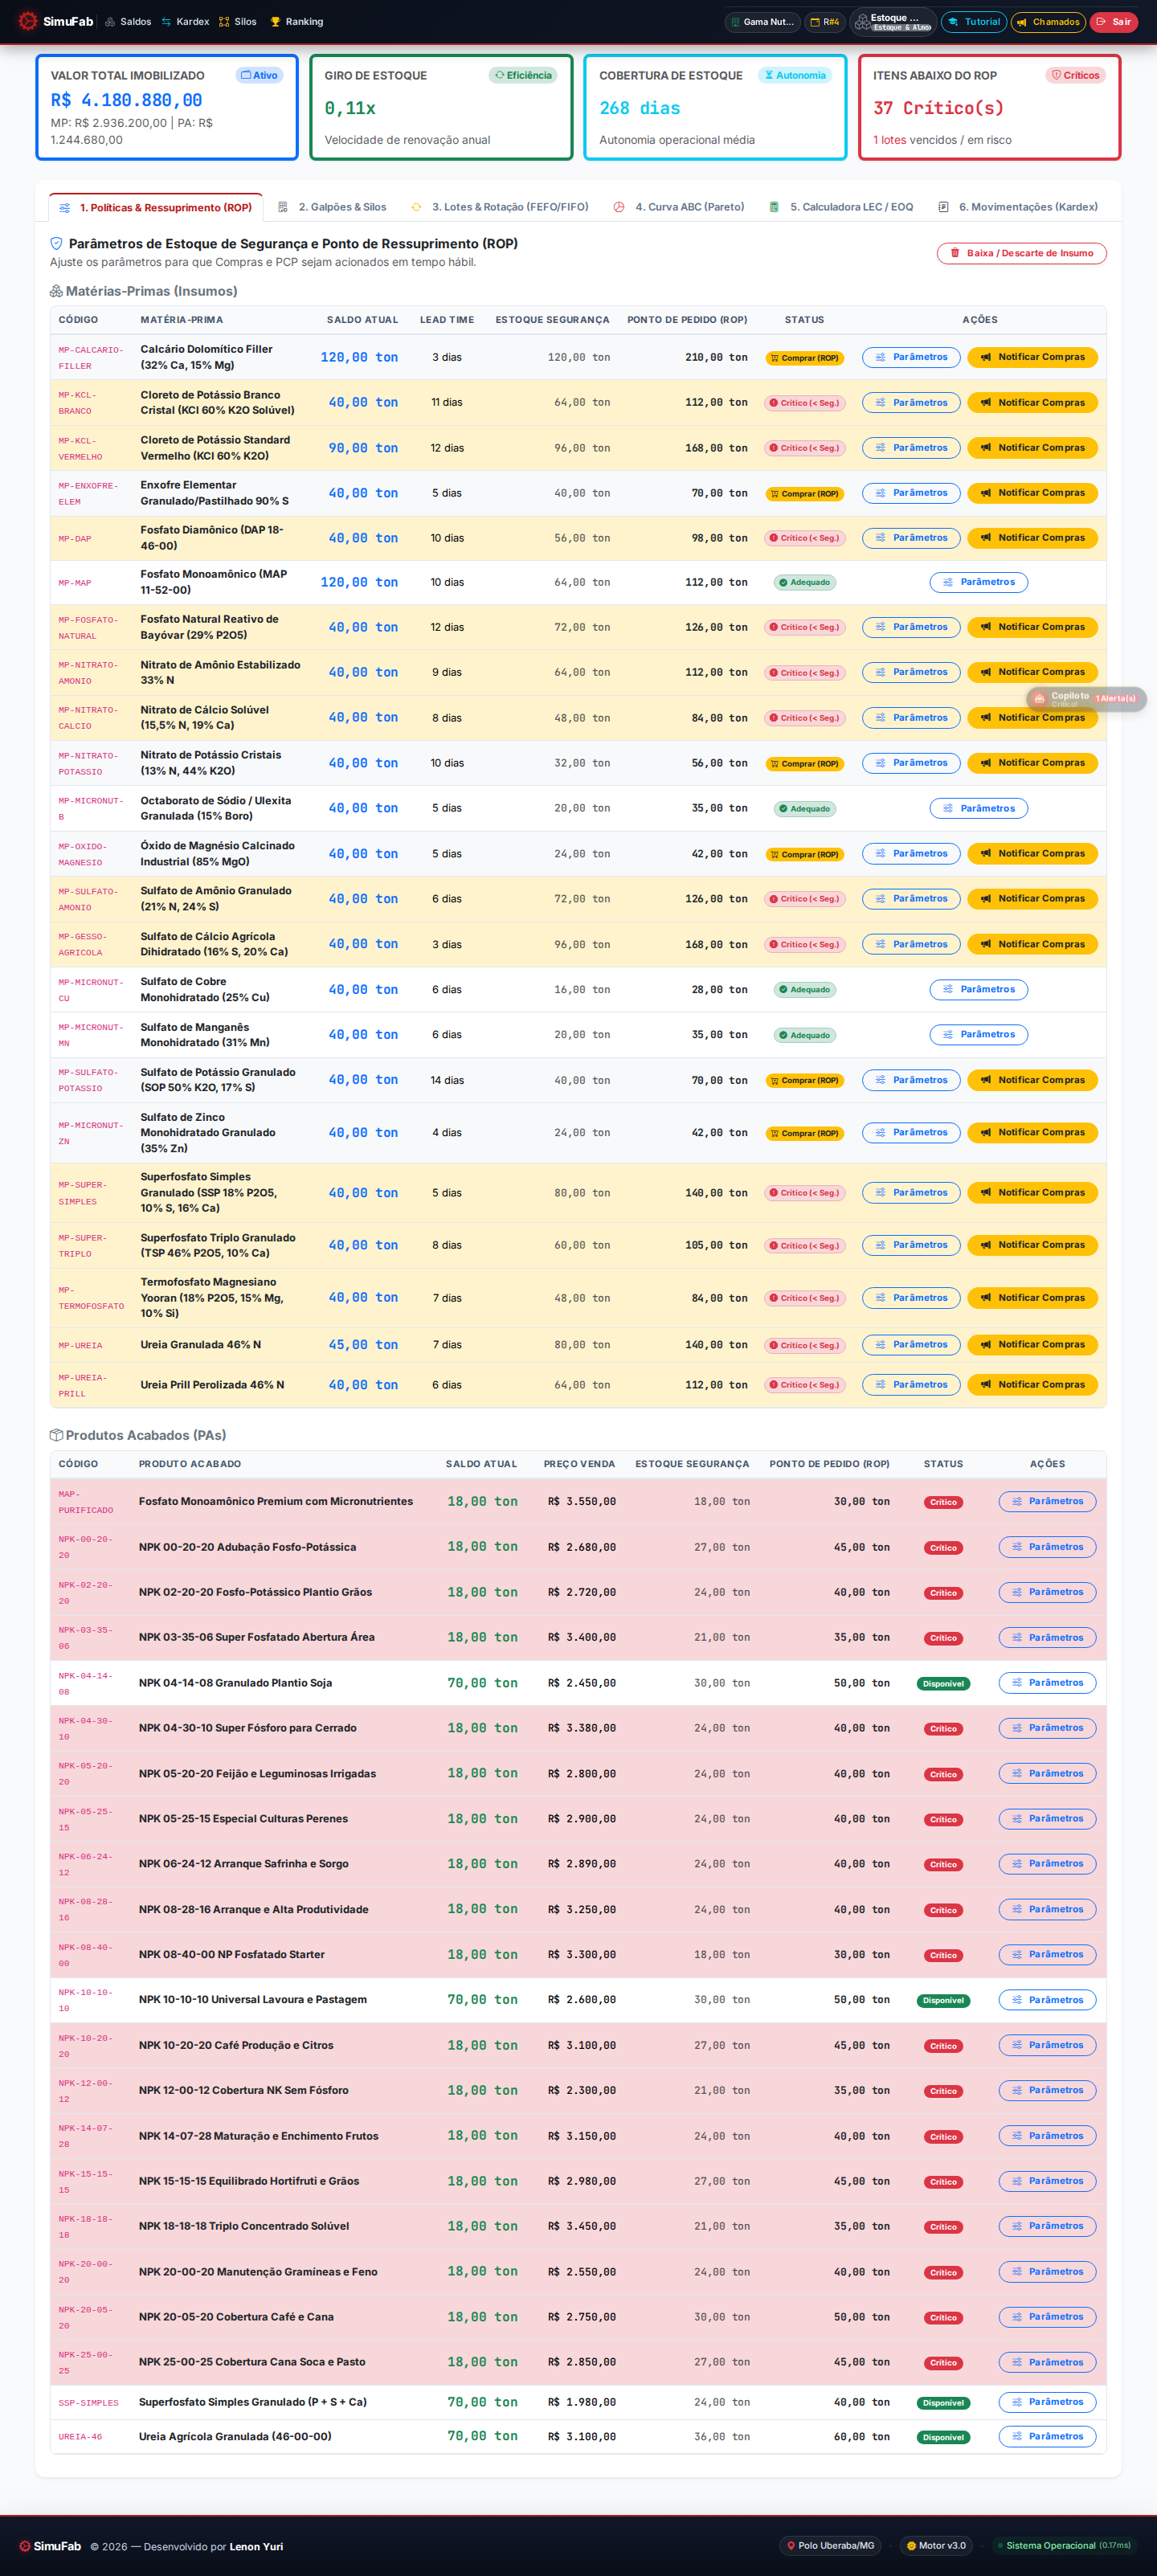 SimuFab Saldos Kardex Silos Ranking Gama Nut... R#4 Estoque ... Tutorial Chamados Sair
VALOR TOTAL IMOBILIZADO Ativo
R$ 4.180.880,00
MP: R$ 2.936.200,00 | PA: R$
1.244.680,00
GIRO DE ESTOQUE Eficiência
0,11x
Velocidade de renovação anual
COBERTURA DE ESTOQUE Autonomia
268 dias
Autonomia operacional média
ITENS ABAIXO DO ROP Críticos
37 Crítico(s)
1 lotes vencidos / em risco
1. Políticas & Ressuprimento (ROP) 2. Galpões & Silos 3. Lotes & Rotação (FEFO/FIFO) 4. Curva ABC (Pareto) 5. Calculadora LEC / EOQ 6. Movimentações (Kardex)
Parâmetros de Estoque de Segurança e Ponto de Ressuprimento (ROP)
Ajuste os parâmetros para que Compras e PCP sejam acionados em tempo hábil.
Baixa / Descarte de Insumo
Matérias-Primas (Insumos)
CÓDIGO MATÉRIA-PRIMA SALDO ATUAL LEAD TIME ESTOQUE SEGURANÇA PONTO DE PEDIDO (ROP) STATUS AÇÕES
MP-CALCARIO-FILLER Calcário Dolomítico Filler (32% Ca, 15% Mg) 120,00 ton 3 dias 120,00 ton 210,00 ton Comprar (ROP) Parâmetros Notificar Compras
MP-KCL-BRANCO Cloreto de Potássio Branco Cristal (KCl 60% K2O Solúvel) 40,00 ton 11 dias 64,00 ton 112,00 ton Crítico (< Seg.) Parâmetros Notificar Compras
MP-KCL-VERMELHO Cloreto de Potássio Standard Vermelho (KCl 60% K2O) 90,00 ton 12 dias 96,00 ton 168,00 ton Crítico (< Seg.) Parâmetros Notificar Compras
MP-ENXOFRE-ELEM Enxofre Elementar Granulado/Pastilhado 90% S 40,00 ton 5 dias 40,00 ton 70,00 ton Comprar (ROP) Parâmetros Notificar Compras
MP-DAP Fosfato Diamônico (DAP 18-46-00) 40,00 ton 10 dias 56,00 ton 98,00 ton Crítico (< Seg.) Parâmetros Notificar Compras
MP-MAP Fosfato Monoamônico (MAP 11-52-00) 120,00 ton 10 dias 64,00 ton 112,00 ton Adequado Parâmetros
MP-FOSFATO-NATURAL Fosfato Natural Reativo de Bayóvar (29% P2O5) 40,00 ton 12 dias 72,00 ton 126,00 ton Crítico (< Seg.) Parâmetros Notificar Compras
MP-NITRATO-AMONIO Nitrato de Amônio Estabilizado 33% N 40,00 ton 9 dias 64,00 ton 112,00 ton Crítico (< Seg.) Parâmetros Notificar Compras
Copiloto Crítico! 1 Alerta(s)
MP-NITRATO-CALCIO Nitrato de Cálcio Solúvel (15,5% N, 19% Ca) 40,00 ton 8 dias 48,00 ton 84,00 ton Crítico (< Seg.) Parâmetros Notificar Compras
MP-NITRATO-POTASSIO Nitrato de Potássio Cristais (13% N, 44% K2O) 40,00 ton 10 dias 32,00 ton 56,00 ton Comprar (ROP) Parâmetros Notificar Compras
MP-MICRONUT-B Octaborato de Sódio / Ulexita Granulada (15% Boro) 40,00 ton 5 dias 20,00 ton 35,00 ton Adequado Parâmetros
MP-OXIDO-MAGNESIO Óxido de Magnésio Calcinado Industrial (85% MgO) 40,00 ton 5 dias 24,00 ton 42,00 ton Comprar (ROP) Parâmetros Notificar Compras
MP-SULFATO-AMONIO Sulfato de Amônio Granulado (21% N, 24% S) 40,00 ton 6 dias 72,00 ton 126,00 ton Crítico (< Seg.) Parâmetros Notificar Compras
MP-GESSO-AGRICOLA Sulfato de Cálcio Agrícola Dihidratado (16% S, 20% Ca) 40,00 ton 3 dias 96,00 ton 168,00 ton Crítico (< Seg.) Parâmetros Notificar Compras
MP-MICRONUT-CU Sulfato de Cobre Monohidratado (25% Cu) 40,00 ton 6 dias 16,00 ton 28,00 ton Adequado Parâmetros
MP-MICRONUT-MN Sulfato de Manganês Monohidratado (31% Mn) 40,00 ton 6 dias 20,00 ton 35,00 ton Adequado Parâmetros
MP-SULFATO-POTASSIO Sulfato de Potássio Granulado (SOP 50% K2O, 17% S) 40,00 ton 14 dias 40,00 ton 70,00 ton Comprar (ROP) Parâmetros Notificar Compras
MP-MICRONUT-ZN Sulfato de Zinco Monohidratado Granulado (35% Zn) 40,00 ton 4 dias 24,00 ton 42,00 ton Comprar (ROP) Parâmetros Notificar Compras
MP-SUPER-SIMPLES Superfosfato Simples Granulado (SSP 18% P2O5, 10% S, 16% Ca) 40,00 ton 5 dias 80,00 ton 140,00 ton Crítico (< Seg.) Parâmetros Notificar Compras
MP-SUPER-TRIPLO Superfosfato Triplo Granulado (TSP 46% P2O5, 10% Ca) 40,00 ton 8 dias 60,00 ton 105,00 ton Crítico (< Seg.) Parâmetros Notificar Compras
MP-TERMOFOSFATO Termofosfato Magnesiano Yooran (18% P2O5, 15% Mg, 10% Si) 40,00 ton 7 dias 48,00 ton 84,00 ton Crítico (< Seg.) Parâmetros Notificar Compras
MP-UREIA Ureia Granulada 46% N 45,00 ton 7 dias 80,00 ton 140,00 ton Crítico (< Seg.) Parâmetros Notificar Compras
MP-UREIA-PRILL Ureia Prill Perolizada 46% N 40,00 ton 6 dias 64,00 ton 112,00 ton Crítico (< Seg.) Parâmetros Notificar Compras
Produtos Acabados (PAs)
CÓDIGO PRODUTO ACABADO SALDO ATUAL PREÇO VENDA ESTOQUE SEGURANÇA PONTO DE PEDIDO (ROP) STATUS AÇÕES
MAP-PURIFICADO Fosfato Monoamônico Premium com Micronutrientes 18,00 ton R$ 3.550,00 18,00 ton 30,00 ton Crítico Parâmetros
NPK-00-20-20 NPK 00-20-20 Adubação Fosfo-Potássica 18,00 ton R$ 2.680,00 27,00 ton 45,00 ton Crítico Parâmetros
NPK-02-20-20 NPK 02-20-20 Fosfo-Potássico Plantio Grãos 18,00 ton R$ 2.720,00 24,00 ton 40,00 ton Crítico Parâmetros
NPK-03-35-06 NPK 03-35-06 Super Fosfatado Abertura Área 18,00 ton R$ 3.400,00 21,00 ton 35,00 ton Crítico Parâmetros
NPK-04-14-08 NPK 04-14-08 Granulado Plantio Soja 70,00 ton R$ 2.450,00 30,00 ton 50,00 ton Disponível Parâmetros
NPK-04-30-10 NPK 04-30-10 Super Fósforo para Cerrado 18,00 ton R$ 3.380,00 24,00 ton 40,00 ton Crítico Parâmetros
NPK-05-20-20 NPK 05-20-20 Feijão e Leguminosas Irrigadas 18,00 ton R$ 2.800,00 24,00 ton 40,00 ton Crítico Parâmetros
NPK-05-25-15 NPK 05-25-15 Especial Culturas Perenes 18,00 ton R$ 2.900,00 24,00 ton 40,00 ton Crítico Parâmetros
NPK-06-24-12 NPK 06-24-12 Arranque Safrinha e Sorgo 18,00 ton R$ 2.890,00 24,00 ton 40,00 ton Crítico Parâmetros
NPK-08-28-16 NPK 08-28-16 Arranque e Alta Produtividade 18,00 ton R$ 3.250,00 24,00 ton 40,00 ton Crítico Parâmetros
NPK-08-40-00 NPK 08-40-00 NP Fosfatado Starter 18,00 ton R$ 3.300,00 18,00 ton 30,00 ton Crítico Parâmetros
NPK-10-10-10 NPK 10-10-10 Universal Lavoura e Pastagem 70,00 ton R$ 2.600,00 30,00 ton 50,00 ton Disponível Parâmetros
NPK-10-20-20 NPK 10-20-20 Café Produção e Citros 18,00 ton R$ 3.100,00 27,00 ton 45,00 ton Crítico Parâmetros
NPK-12-00-12 NPK 12-00-12 Cobertura NK Sem Fósforo 18,00 ton R$ 2.300,00 21,00 ton 35,00 ton Crítico Parâmetros
NPK-14-07-28 NPK 14-07-28 Maturação e Enchimento Frutos 18,00 ton R$ 3.150,00 24,00 ton 40,00 ton Crítico Parâmetros
NPK-15-15-15 NPK 15-15-15 Equilibrado Hortifruti e Grãos 18,00 ton R$ 2.980,00 27,00 ton 45,00 ton Crítico Parâmetros
NPK-18-18-18 NPK 18-18-18 Triplo Concentrado Solúvel 18,00 ton R$ 3.450,00 21,00 ton 35,00 ton Crítico Parâmetros
NPK-20-00-20 NPK 20-00-20 Manutenção Gramíneas e Feno 18,00 ton R$ 2.550,00 24,00 ton 40,00 ton Crítico Parâmetros
NPK-20-05-20 NPK 20-05-20 Cobertura Café e Cana 18,00 ton R$ 2.750,00 30,00 ton 50,00 ton Crítico Parâmetros
NPK-25-00-25 NPK 25-00-25 Cobertura Cana Soca e Pasto 18,00 ton R$ 2.850,00 27,00 ton 45,00 ton Crítico Parâmetros
SSP-SIMPLES Superfosfato Simples Granulado (P + S + Ca) 70,00 ton R$ 1.980,00 24,00 ton 40,00 ton Disponível Parâmetros
UREIA-46 Ureia Agrícola Granulada (46-00-00) 70,00 ton R$ 3.100,00 36,00 ton 60,00 ton Disponível Parâmetros
SimuFab © 2026 — Desenvolvido por Lenon Yuri Polo Uberaba/MG Motor v3.0 Sistema Operacional (0.17ms)